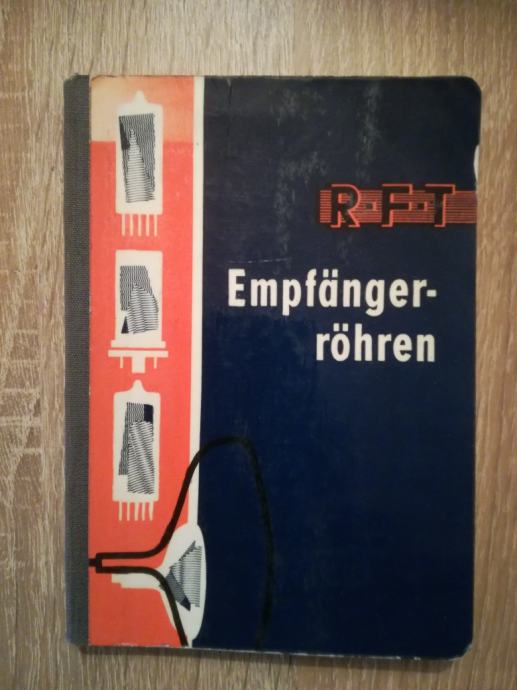 R-F-T
Empfänger-
röhren